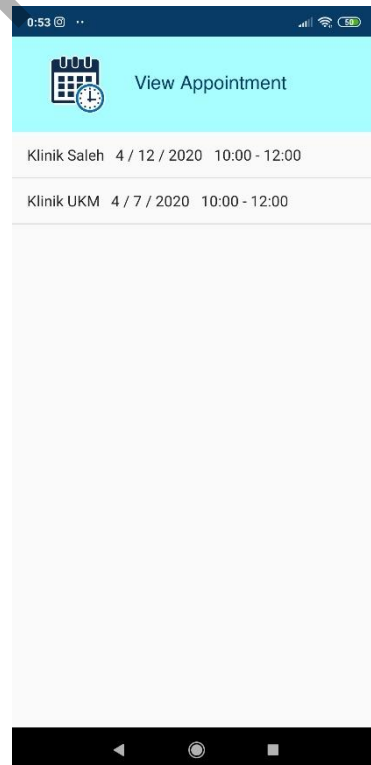 0:53 50
View Appointment
Klinik Saleh 4 / 12 / 2020 10:00 - 12:00
Klinik UKM 4 / 7 / 2020 10:00 - 12:00